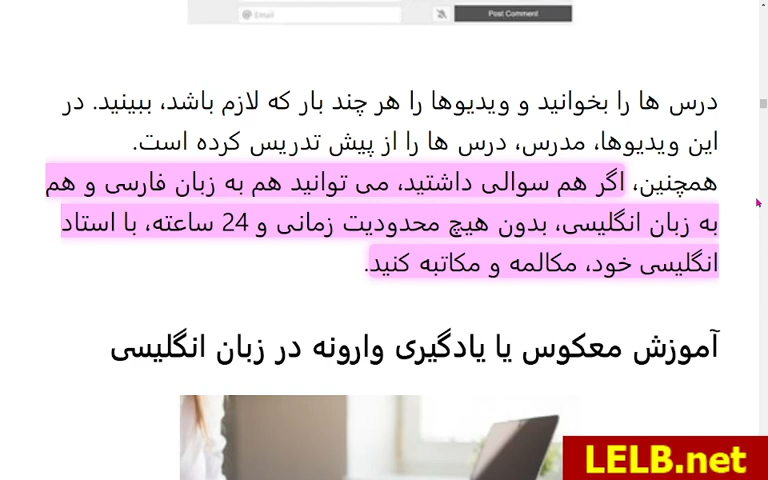 Email
Post Comment
درس ها را بخوانید و ویدیوها را هر چند بار که لازم باشد، ببینید. در
این ویدیوها، مدرس، درس ها را از پیش تدریس کرده است.
همچنین، اگر هم سوالی داشتید، می توانید هم به زبان فارسی و هم
به زبان انگلیسی، بدون هیچ محدودیت زمانی و 24 ساعته، با استاد
انگلیسی خود، مکالمه و مکاتبه کنید.
آموزش معکوس یا یادگیری وارونه در زبان انگلیسی
LELB.net